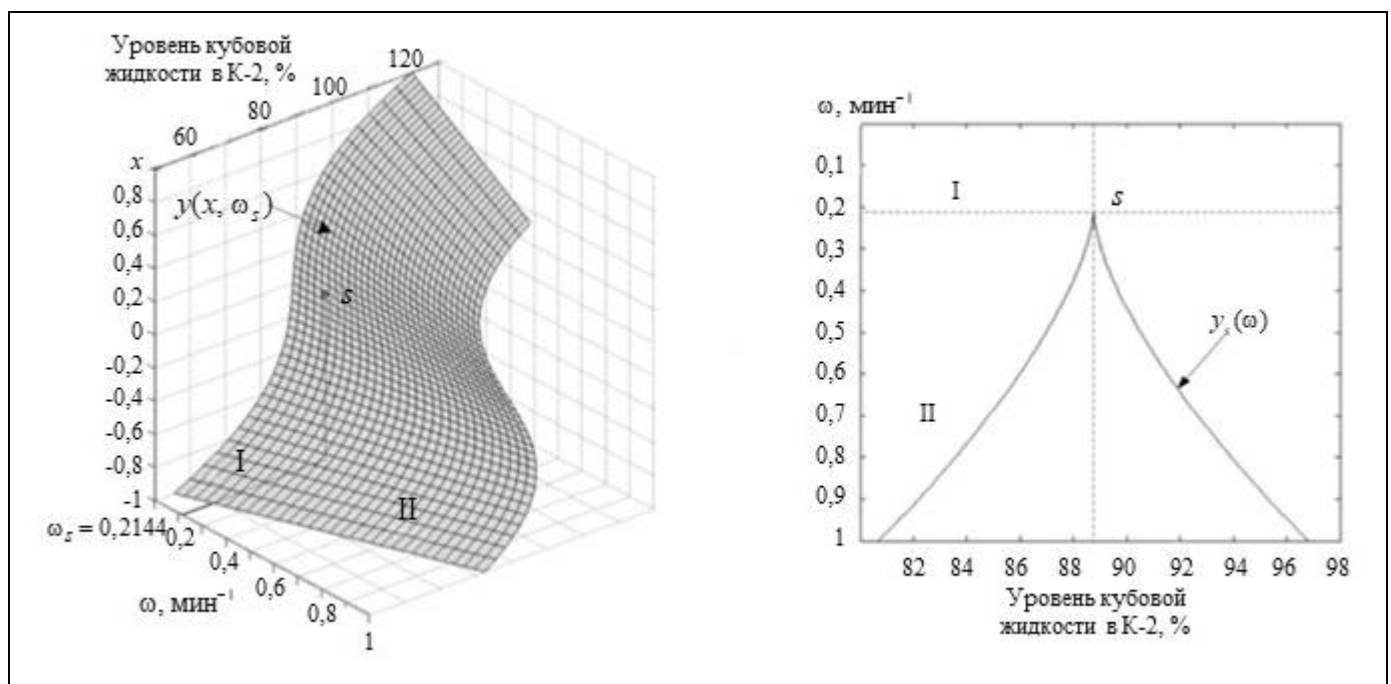 Уровень кубовой
жидкости в К-2, %
120
100
80
60
x
0,8
0,6
0,4
0,2
0
-0,2
-0,4
-0,6
-0,8
-1
y(x, ωs)
s
I
II
ωs = 0,2144
0,2
0,4
0,6
0,8
1
ω, мин⁻¹
ω, мин⁻¹
0,1
0,2
0,3
0,4
0,5
0,6
0,7
0,8
0,9
1
I
s
ys(ω)
II
82 84 86 88 90 92 94 96 98
Уровень кубовой
жидкости в К-2, %